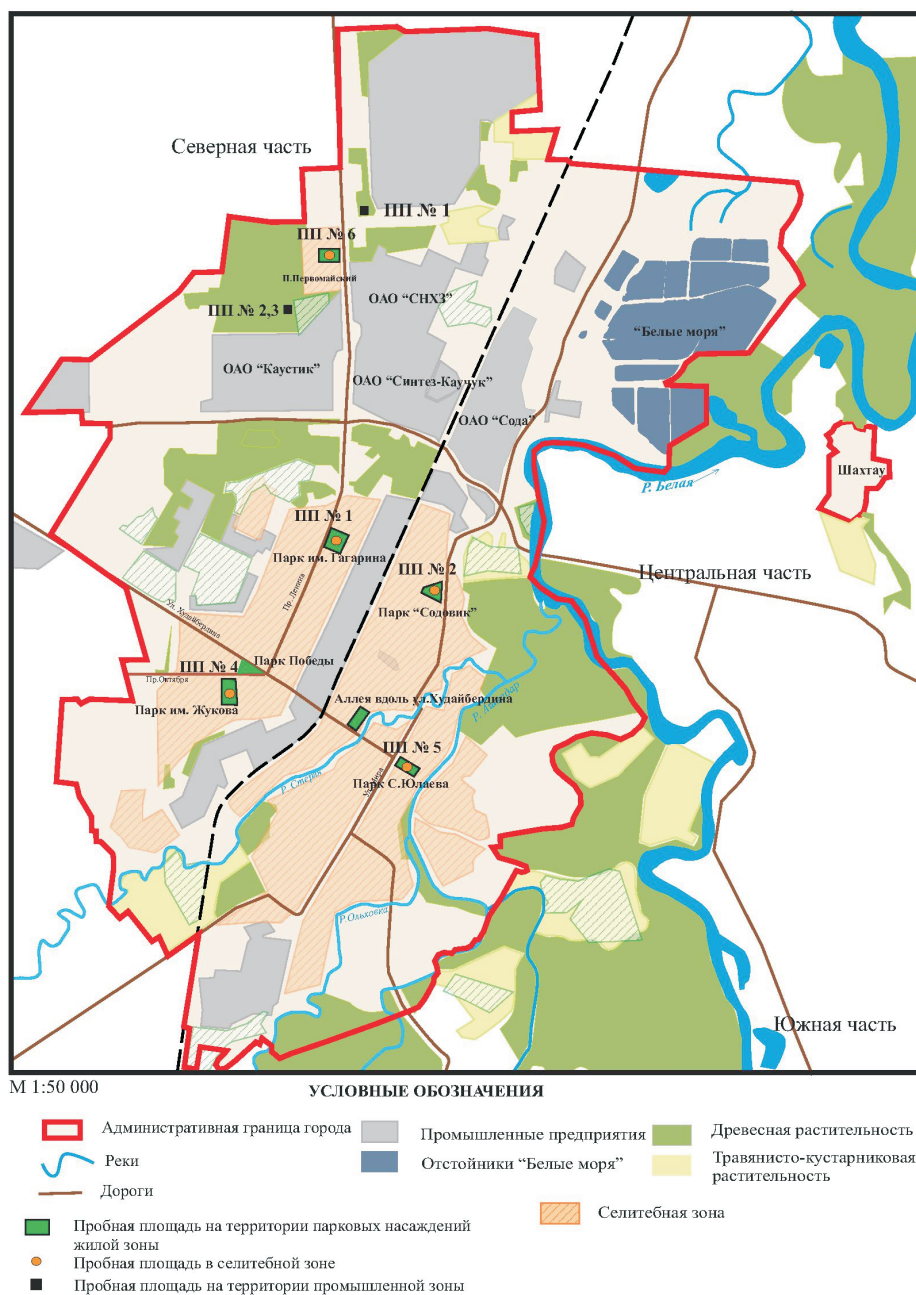 Северная часть
ПП № 1
ПП № 6
П.Первомайский
ОАО “СНХЗ”
ПП № 2,3
“Белые моря”
ОАО “Каустик”
ОАО “Синтез-Каучук”
ОАО “Сода”
Шахтау
Р. Белая
ПП № 1
Парк им. Гагарина
ПП № 2
Центральная часть
Пр. Ленина
Парк “Содовик”
Ул. Худайбердина
ПП № 4
Парк Победы
Пр.Октября
Парк им. Жукова
Аллея вдоль ул.Худайбердина
Р. Ашкадар
ПП № 5
Р. Стерля
Парк С.Юлаева
Ул. Мира
Р Ольховка
Южная часть
М 1:50 000
УСЛОВНЫЕ ОБОЗНАЧЕНИЯ
Административная граница города
Промышленные предприятия
Древесная растительность
Реки
Отстойники “Белые моря”
Травянисто-кустарниковая
растительность
Дороги
Селитебная зона
Пробная площадь на территории парковых насаждений
жилой зоны
Пробная площадь в селитебной зоне
Пробная площадь на территории промышленной зоны